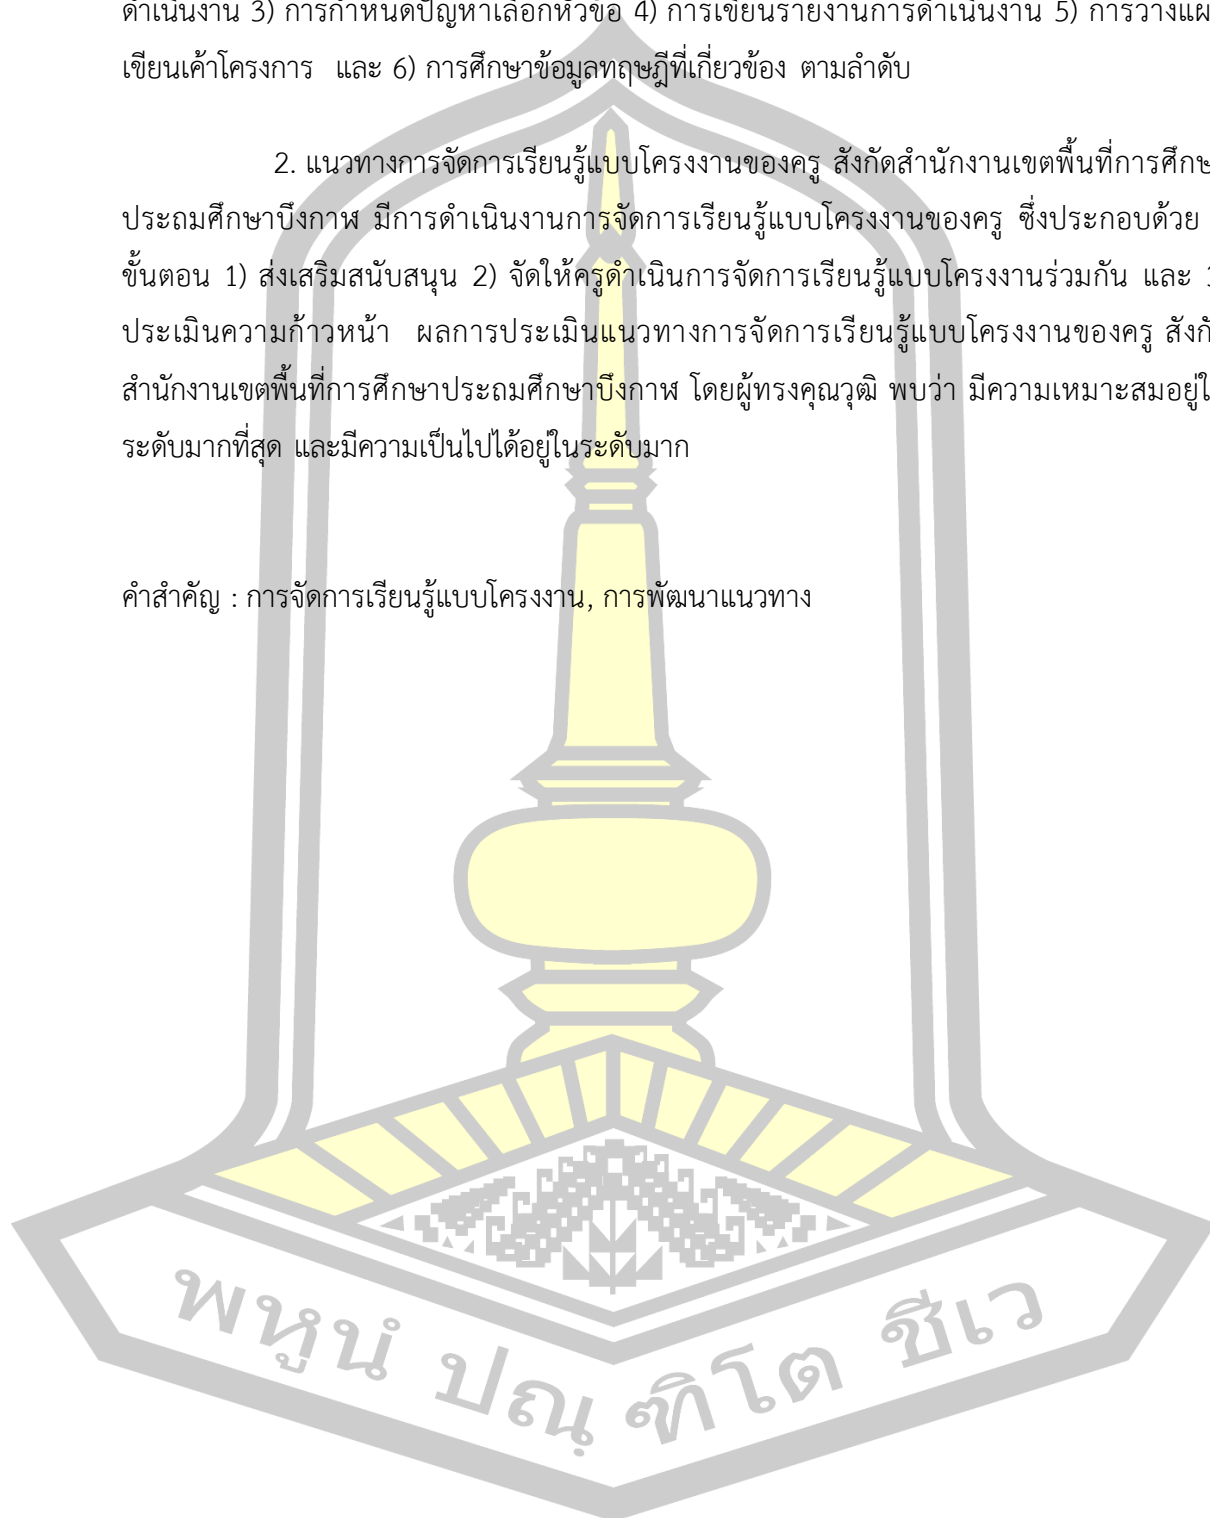 ดำเนินงาน 3) การกำหนดปัญหาเลือกหัวข้อ 4) การเขียนรายงานการดำเนินงาน 5) การวางแผ
เขียนเค้าโครงการ และ 6) การศึกษาข้อมูลทฤษฎีที่เกี่ยวข้อง ตามลำดับ
2. แนวทางการจัดการเรียนรู้แบบโครงงานของครู สังกัดสำนักงานเขตพื้นที่การศึกษ
ประถมศึกษาบึงกาฬ มีการดำเนินงานการจัดการเรียนรู้แบบโครงงานของครู ซึ่งประกอบด้วย
ขั้นตอน 1) ส่งเสริมสนับสนุน 2) จัดให้ครูดำเนินการจัดการเรียนรู้แบบโครงงานร่วมกัน และ 3
ประเมินความก้าวหน้า ผลการประเมินแนวทางการจัดการเรียนรู้แบบโครงงานของครู สังกั
สำนักงานเขตพื้นที่การศึกษาประถมศึกษาบึงกาฬ โดยผู้ทรงคุณวุฒิ พบว่า มีความเหมาะสมอยู่ใ
ระดับมากที่สุด และมีความเป็นไปได้อยู่ในระดับมาก
คำสำคัญ : การจัดการเรียนรู้แบบโครงงาน, การพัฒนาแนวทาง
พหูนํ ปณฺ ฑิโต ชีเว